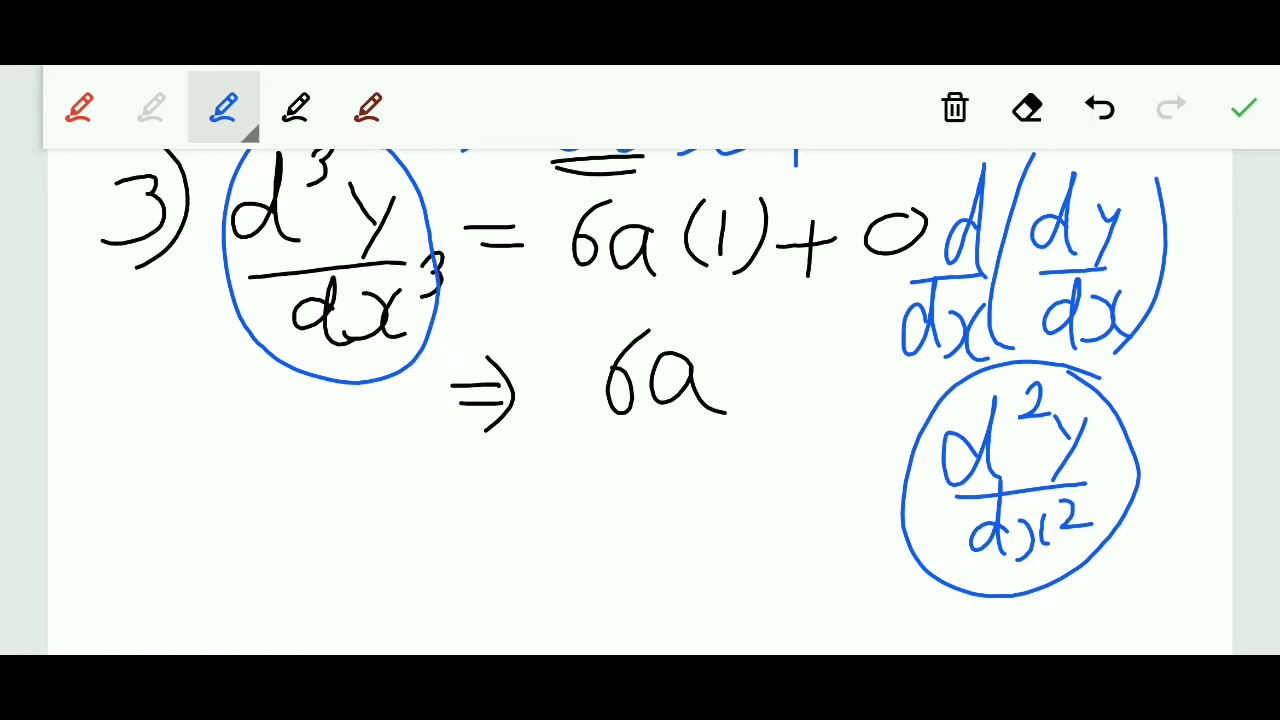 3) d³y/dx³ = 6a(1)+0
⇒ 6a
d/dx(dy/dx)
d²y/dx²